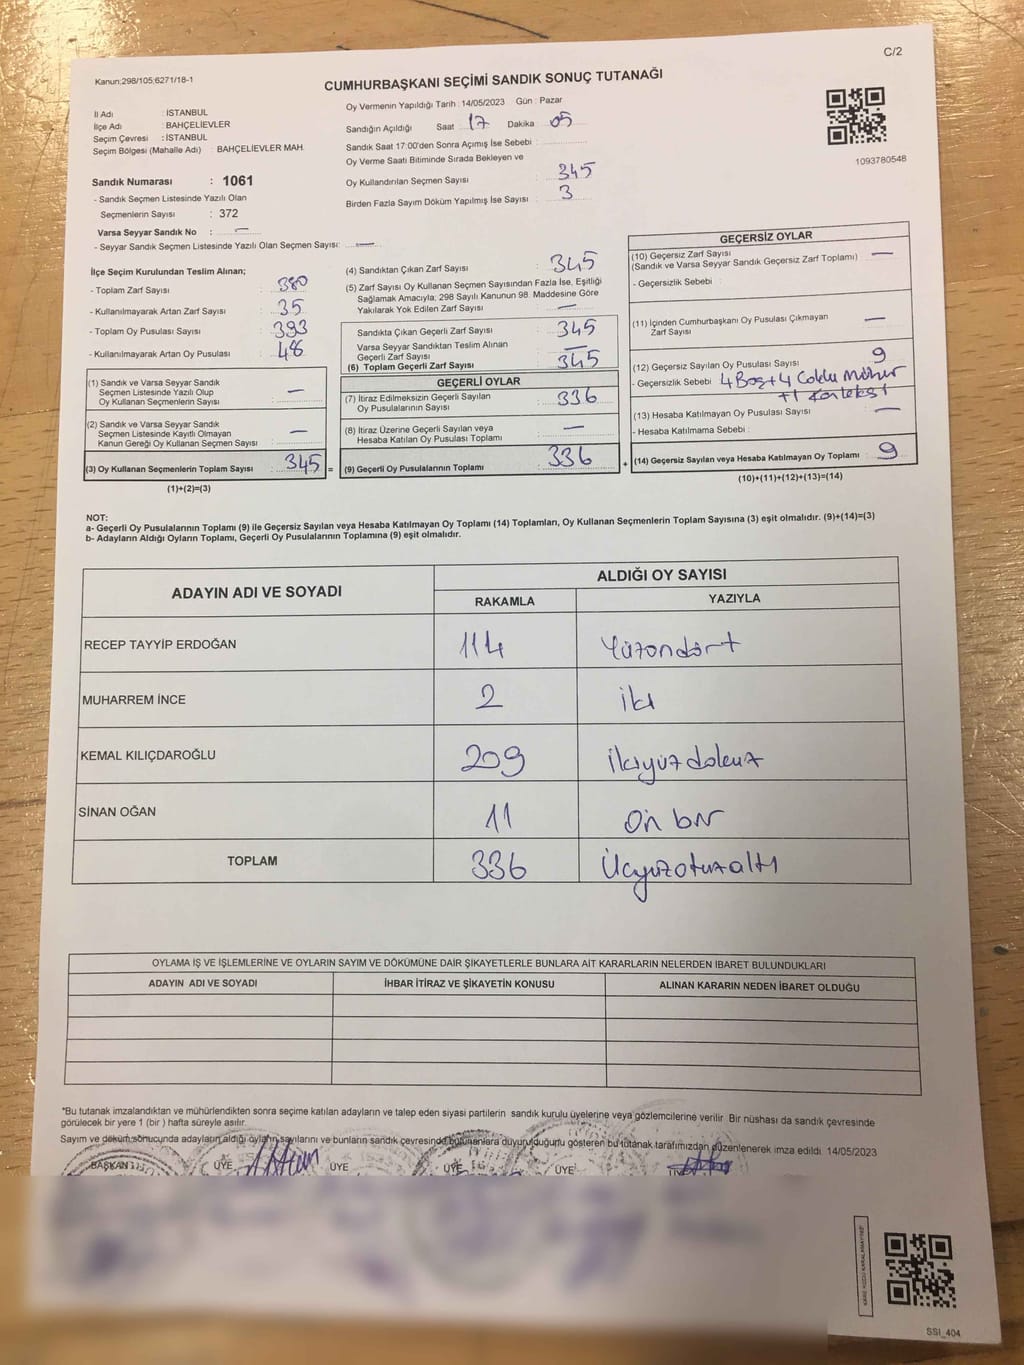 C/2
Kanun:298/105;6271/18-1
CUMHURBAŞKANI SEÇİMİ SANDIK SONUÇ TUTANAĞI
İl Adı : İSTANBUL
İlçe Adı : BAHÇELİEVLER
Seçim Çevresi : İSTANBUL
Seçim Bölgesi (Mahalle Adı) : BAHÇELİEVLER MAH.
Sandık Numarası : 1061
- Sandık Seçmen Listesinde Yazılı Olan
Seçmenlerin Sayısı : 372
Varsa Seyyar Sandık No : —
- Seyyar Sandık Seçmen Listesinde Yazılı Olan Seçmen Sayısı: —
Oy Vermenin Yapıldığı Tarih : 14/05/2023 Gün : Pazar
Sandığın Açıldığı Saat 17 Dakika 05
Sandık Saat 17:00'den Sonra Açımış İse Sebebi :
Oy Verme Saati Bitiminde Sırada Bekleyen ve
Oy Kullandırılan Seçmen Sayısı : 345
Birden Fazla Sayım Döküm Yapılmış İse Sayısı : 3
1093780548
İlçe Seçim Kurulundan Teslim Alınan;
- Toplam Zarf Sayısı : 380
- Kullanılmayarak Artan Zarf Sayısı : 35
- Toplam Oy Pusulası Sayısı : 393
- Kullanılmayarak Artan Oy Pusulası : 48
(1) Sandık ve Varsa Seyyar Sandık
Seçmen Listesinde Yazılı Olup
Oy Kullanan Seçmenlerin Sayısı : —
(2) Sandık ve Varsa Seyyar Sandık
Seçmen Listesinde Kayıtlı Olmayan
Kanun Gereği Oy Kullanan Seçmen Sayısı : —
(3) Oy Kullanan Seçmenlerin Toplam Sayısı : 345 =
(1)+(2)=(3)
(4) Sandıktan Çıkan Zarf Sayısı : 345
(5) Zarf Sayısı Oy Kullanan Seçmen Sayısından Fazla İse, Eşitliği
Sağlamak Amacıyla; 298 Sayılı Kanunun 98. Maddesine Göre
Yakılarak Yok Edilen Zarf Sayısı : —
Sandıkta Çıkan Geçerli Zarf Sayısı : 345
Varsa Seyyar Sandıktan Teslim Alınan
Geçerli Zarf Sayısı : —
(6) Toplam Geçerli Zarf Sayısı : 345
GEÇERLİ OYLAR
(7) İtiraz Edilmeksizin Geçerli Sayılan
Oy Pusulalarının Sayısı : 336
(8) İtiraz Üzerine Geçerli Sayılan veya
Hesaba Katılan Oy Pusulası Toplamı : —
(9) Geçerli Oy Pusulalarının Toplamı : 336 +
GEÇERSİZ OYLAR
(10) Geçersiz Zarf Sayısı : —
(Sandık ve Varsa Seyyar Sandık Geçersiz Zarf Toplamı)
- Geçersizlik Sebebi :
(11) İçinden Cumhurbaşkanı Oy Pusulası Çıkmayan
Zarf Sayısı : —
(12) Geçersiz Sayılan Oy Pusulası Sayısı : 9
- Geçersizlik Sebebi : 4 Boş+4 Çoklu Mühür
+1
(13) Hesaba Katılmayan Oy Pusulası Sayısı : —
- Hesaba Katılmama Sebebi :
(14) Geçersiz Sayılan veya Hesaba Katılmayan Oy Toplamı : 9
(10)+(11)+(12)+(13)=(14)
NOT:
a- Geçerli Oy Pusulalarının Toplamı (9) ile Geçersiz Sayılan veya Hesaba Katılmayan Oy Toplamı (14) Toplamları, Oy Kullanan Seçmenlerin Toplam Sayısına (3) eşit olmalıdır. (9)+(14)=(3)
b- Adayların Aldığı Oyların Toplamı, Geçerli Oy Pusulalarının Toplamına (9) eşit olmalıdır.
ADAYIN ADI VE SOYADI
ALDIĞI OY SAYISI
RAKAMLA YAZIYLA
RECEP TAYYİP ERDOĞAN 114 Yüzondört
MUHARREM İNCE 2 iki
KEMAL KILIÇDAROĞLU 209 ikiyüz dokuz
SİNAN OĞAN 11 On bir
TOPLAM 336 Üçyüzotuzaltı
OYLAMA İŞ VE İŞLEMLERİNE VE OYLARIN SAYIM VE DÖKÜMÜNE DAİR ŞİKAYETLERLE BUNLARA AİT KARARLARIN NELERDEN İBARET BULUNDUKLARI
ADAYIN ADI VE SOYADI İHBAR İTİRAZ VE ŞİKAYETİN KONUSU ALINAN KARARIN NEDEN İBARET OLDUĞU
*Bu tutanak imzalandıktan ve mühürlendikten sonra seçime katılan adayların ve talep eden siyasi partilerin sandık kurulu üyelerine veya gözlemcilerine verilir. Bir nüshası da sandık çevresinde
görülecek bir yere 1 (bir ) hafta süreyle asılır.
Sayım ve döküm sonucunda adayların aldığı oyların sayılarını ve bunların sandık çevresinde bulunanlara duyurulduğunu gösteren bu tutanak tarafımızdan düzenlenerek imza edildi. 14/05/2023
BAŞKAN ÜYE ÜYE ÜYE ÜYE
SSİ_404